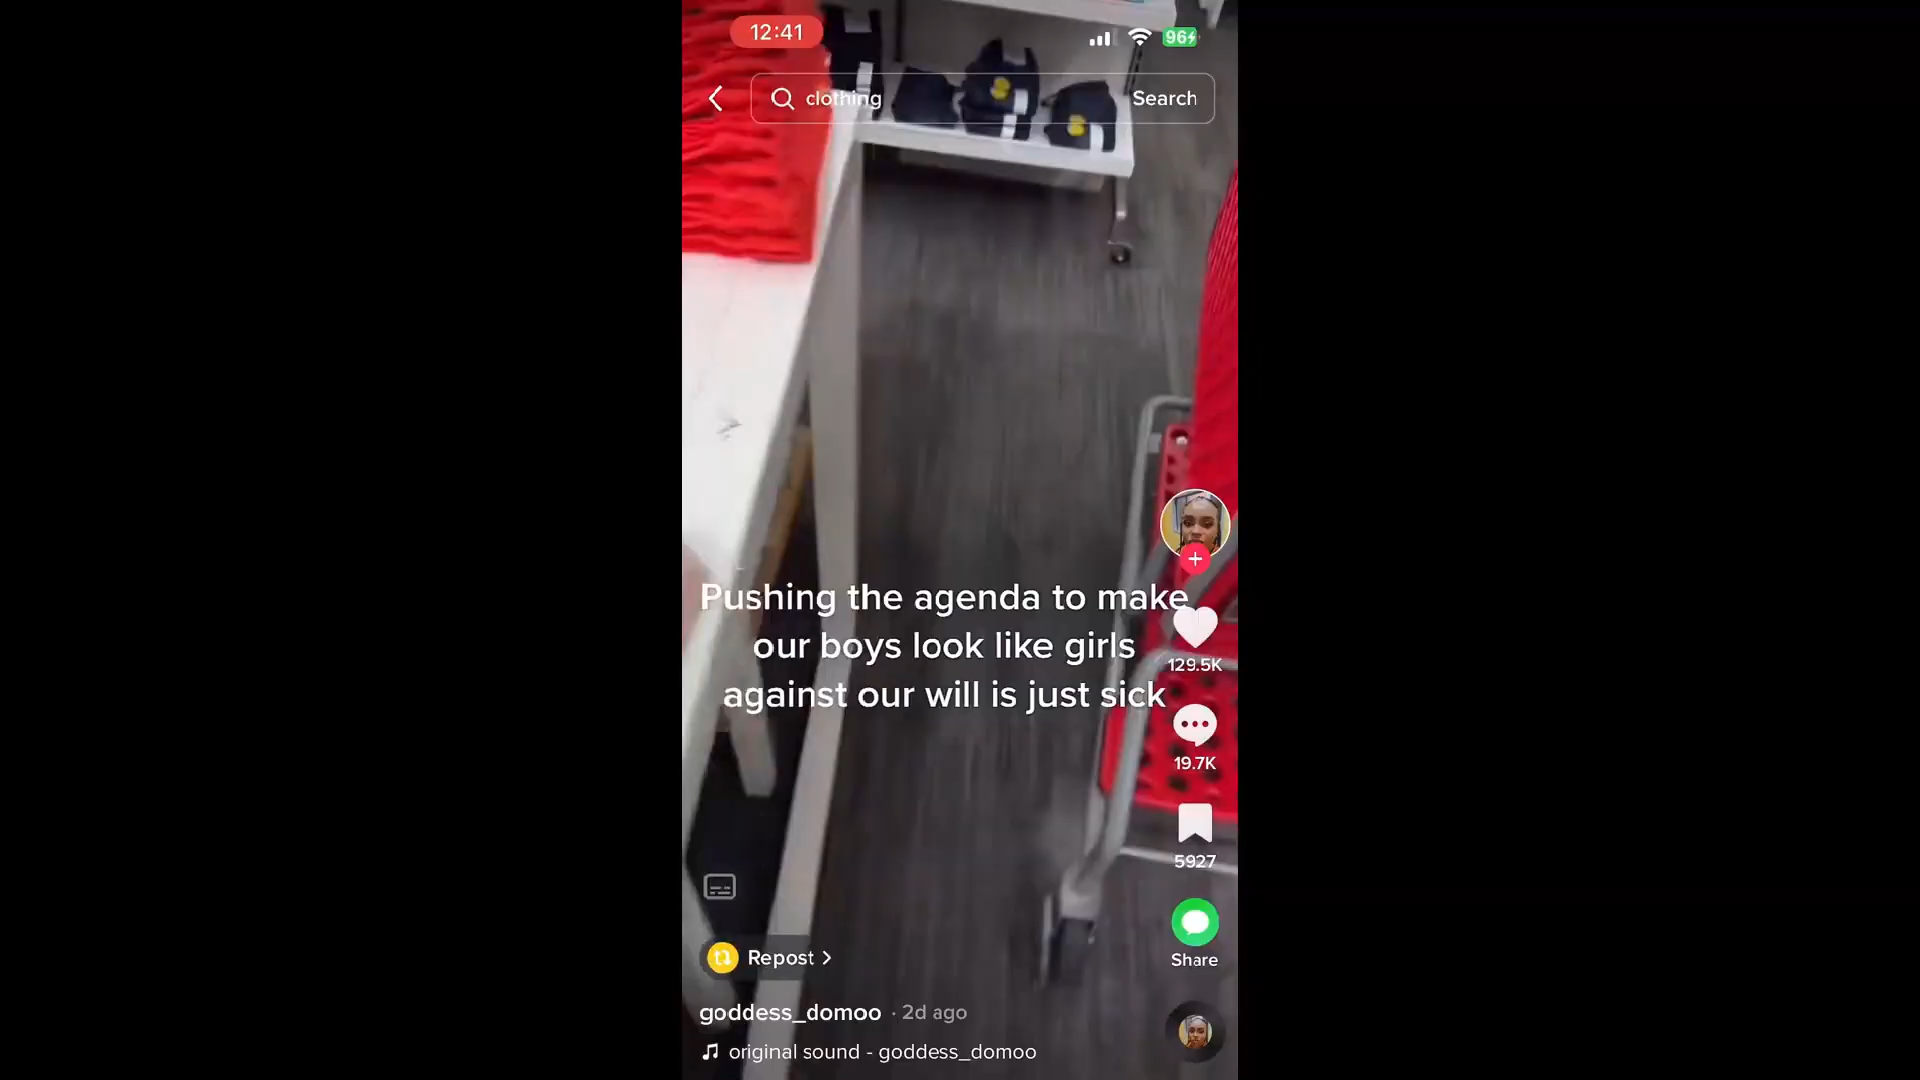 12:41
96
clothing
Search
Pushing the agenda to make
our boys look like girls
against our will is just sick
129.5K
19.7K
5927
Share
Repost
goddess_domoo · 2d ago
original sound - goddess_domoo